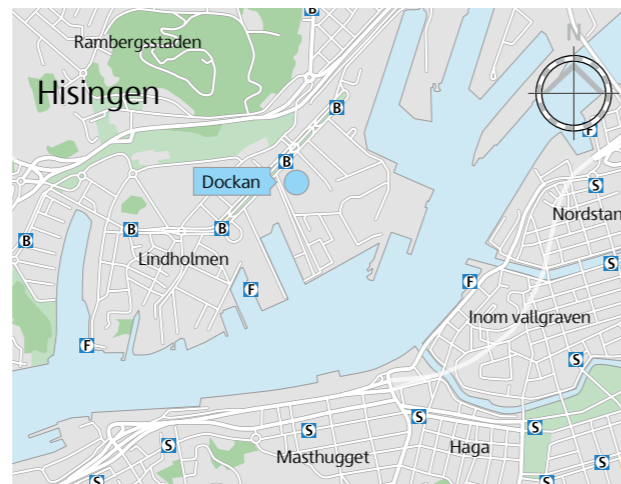 B
Rambergsstaden
N
Hisingen
B
F
B
Dockan
S
Nordstan
B
B
B
Lindholmen
S
F
F
Inom vallgraven
F
S
S
S
S
S
Masthugget
Haga
S
S